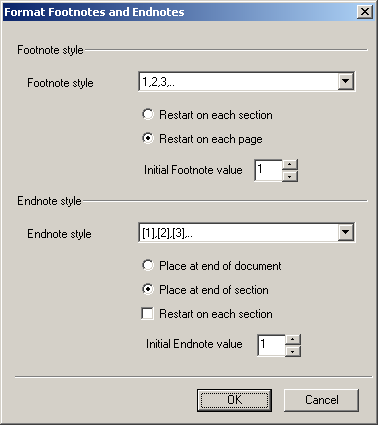 Format Footnotes and Endnotes
Footnote style
Footnote style 1,2,3,..
Restart on each section
Restart on each page
Initial Footnote value 1
Endnote style
Endnote style [1],[2],[3],..
Place at end of document
Place at end of section
Restart on each section
Initial Endnote value 1
OK Cancel